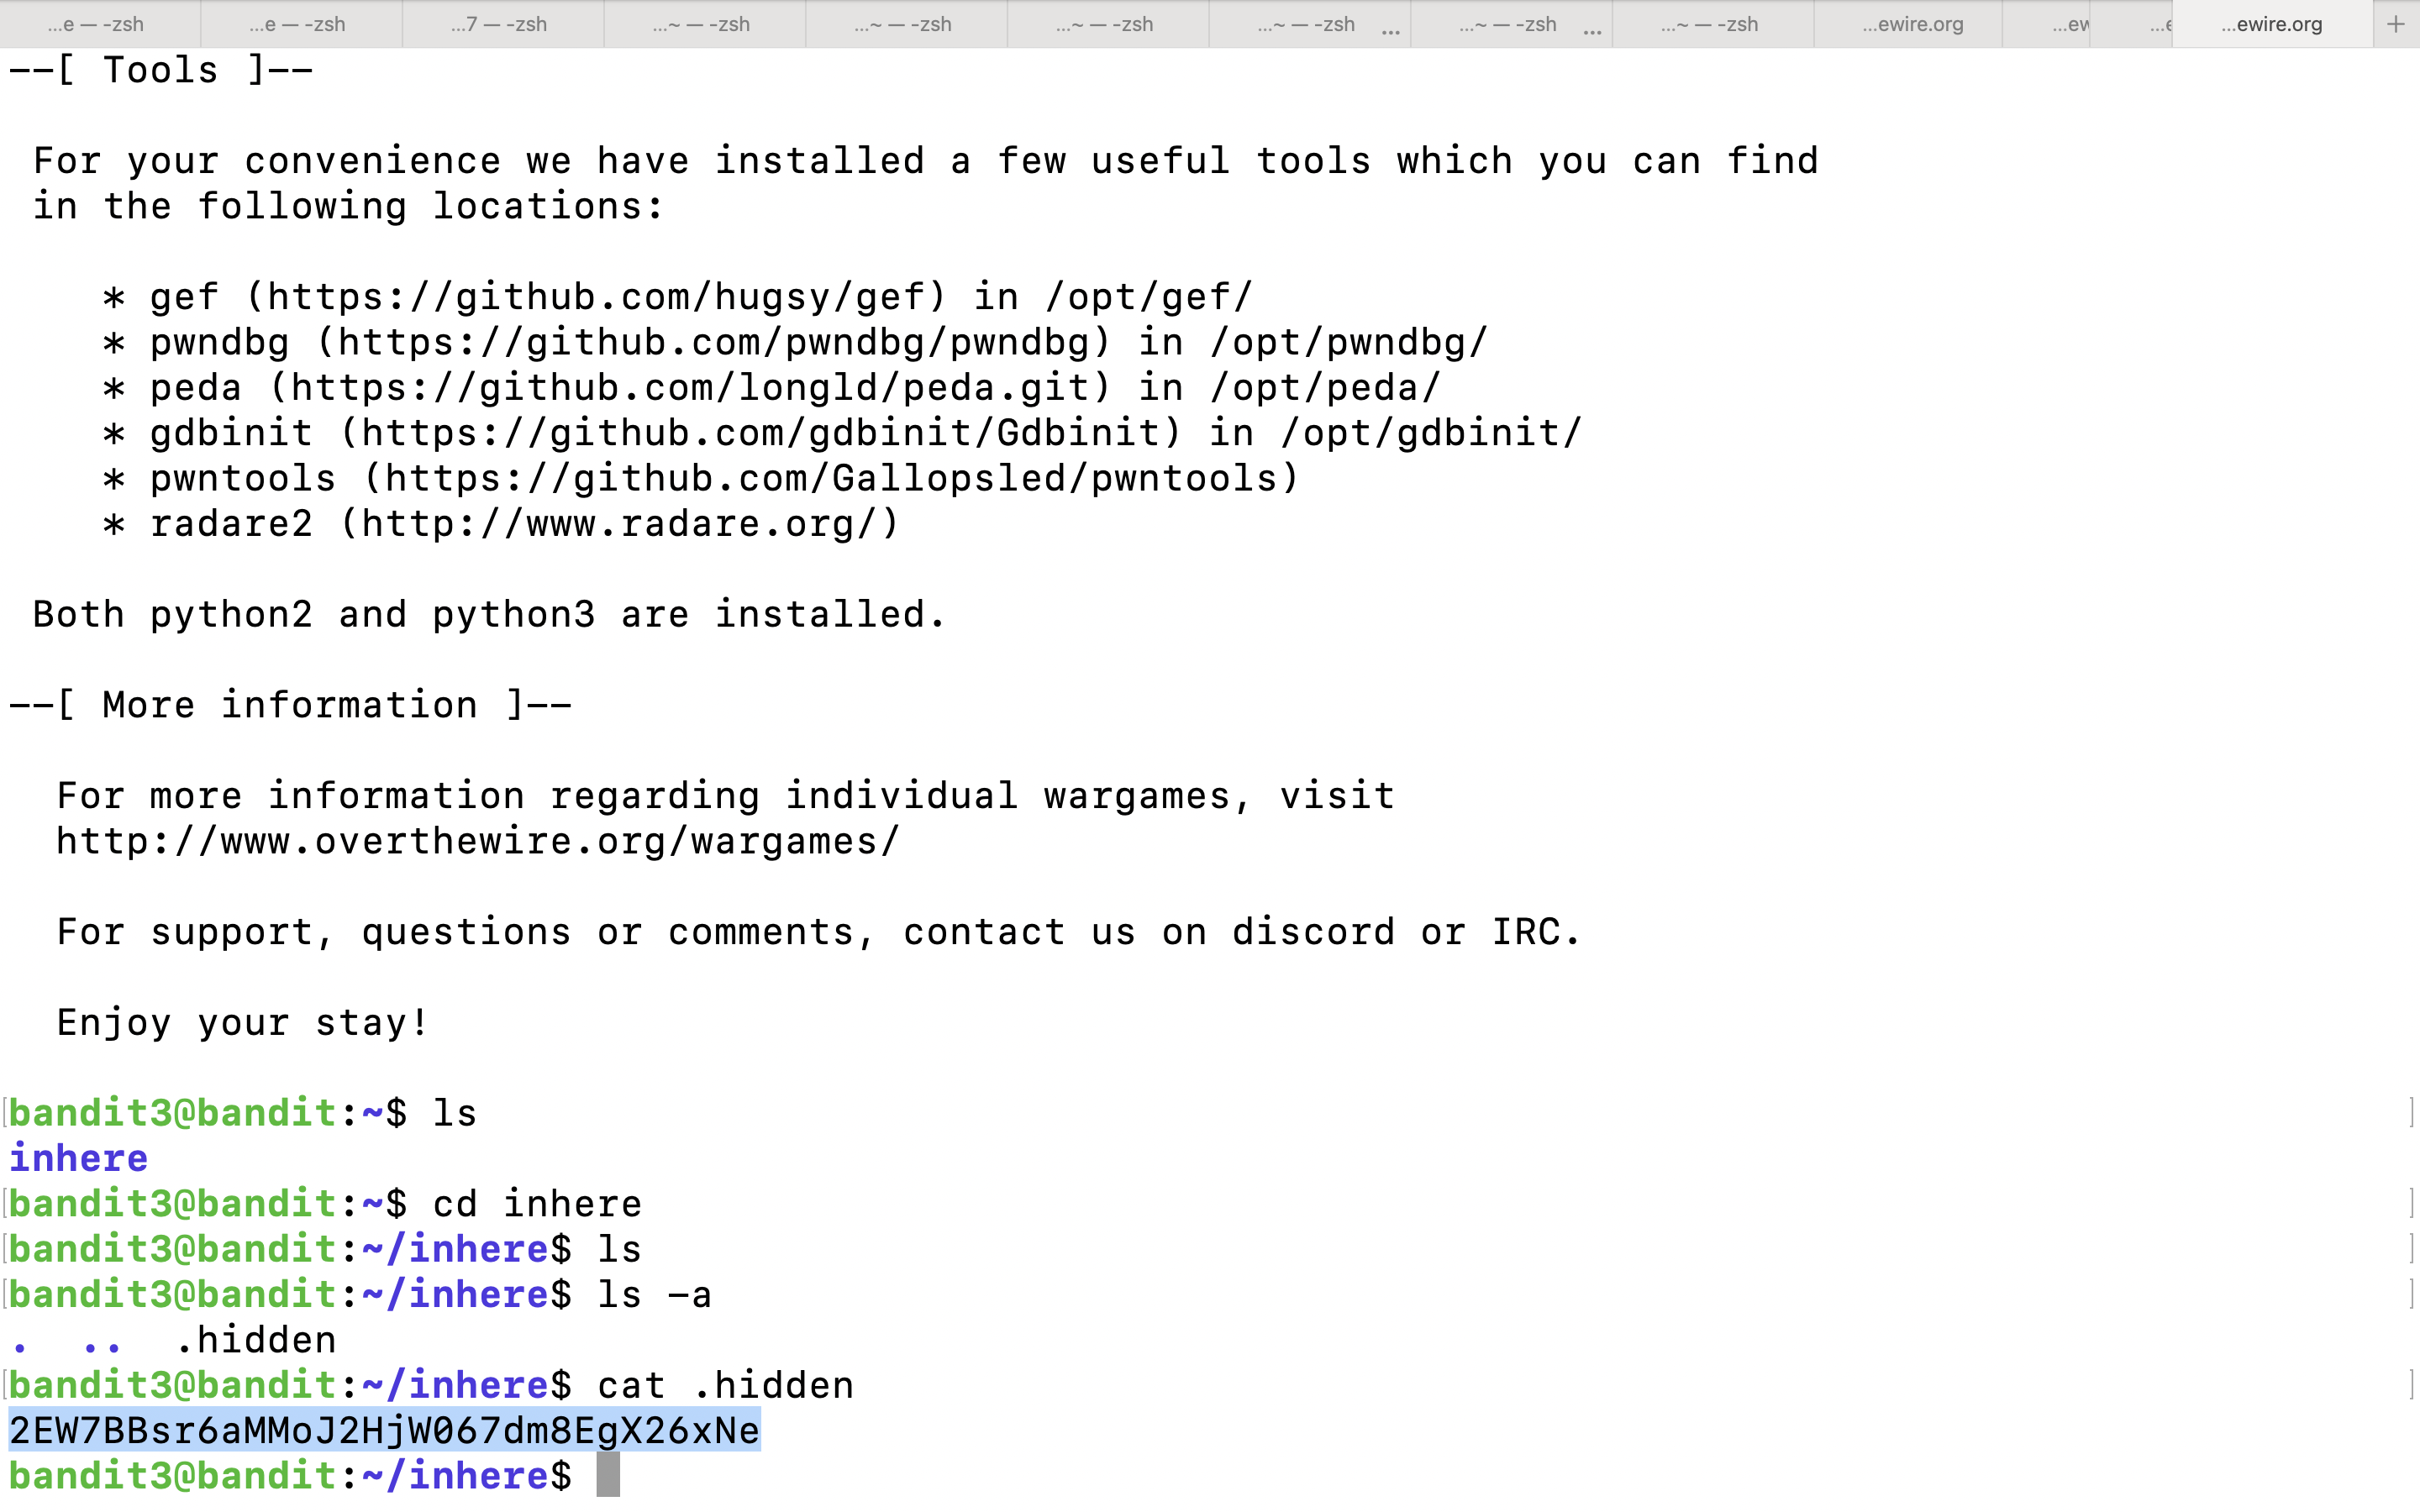 ...e — -zsh ...e — -zsh ...7 — -zsh ...~ — -zsh ...~ — -zsh ...~ — -zsh ...~ — -zsh ... ...~ — -zsh ... ...~ — -zsh ...ewire.org ...ew ...e ...ewire.org +
--[ Tools ]--
For your convenience we have installed a few useful tools which you can find
in the following locations:
* gef (https://github.com/hugsy/gef) in /opt/gef/
* pwndbg (https://github.com/pwndbg/pwndbg) in /opt/pwndbg/
* peda (https://github.com/longld/peda.git) in /opt/peda/
* gdbinit (https://github.com/gdbinit/Gdbinit) in /opt/gdbinit/
* pwntools (https://github.com/Gallopsled/pwntools)
* radare2 (http://www.radare.org/)
Both python2 and python3 are installed.
--[ More information ]--
For more information regarding individual wargames, visit
http://www.overthewire.org/wargames/
For support, questions or comments, contact us on discord or IRC.
Enjoy your stay!
[bandit3@bandit:~$ ls ]
inhere
[bandit3@bandit:~$ cd inhere ]
[bandit3@bandit:~/inhere$ ls ]
[bandit3@bandit:~/inhere$ ls -a ]
. .. .hidden
[bandit3@bandit:~/inhere$ cat .hidden ]
2EW7BBsr6aMMoJ2HjW067dm8EgX26xNe
bandit3@bandit:~/inhere$